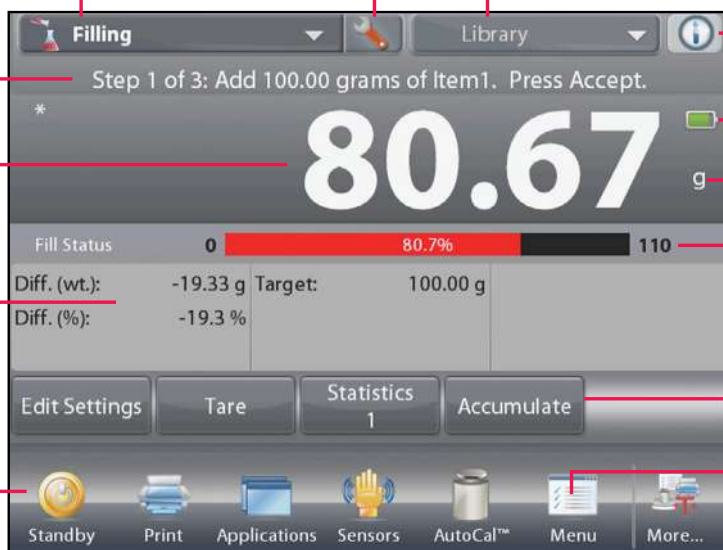 Filling
Library
Step 1 of 3: Add 100.00 grams of Item1. Press Accept.
*
80.67
g
Fill Status 0 80.7% 110
Diff. (wt.): -19.33 g Target: 100.00 g
Diff. (%): -19.3 %
Edit Settings Tare Statistics Accumulate
1
Standby Print Applications Sensors AutoCal™ Menu More...